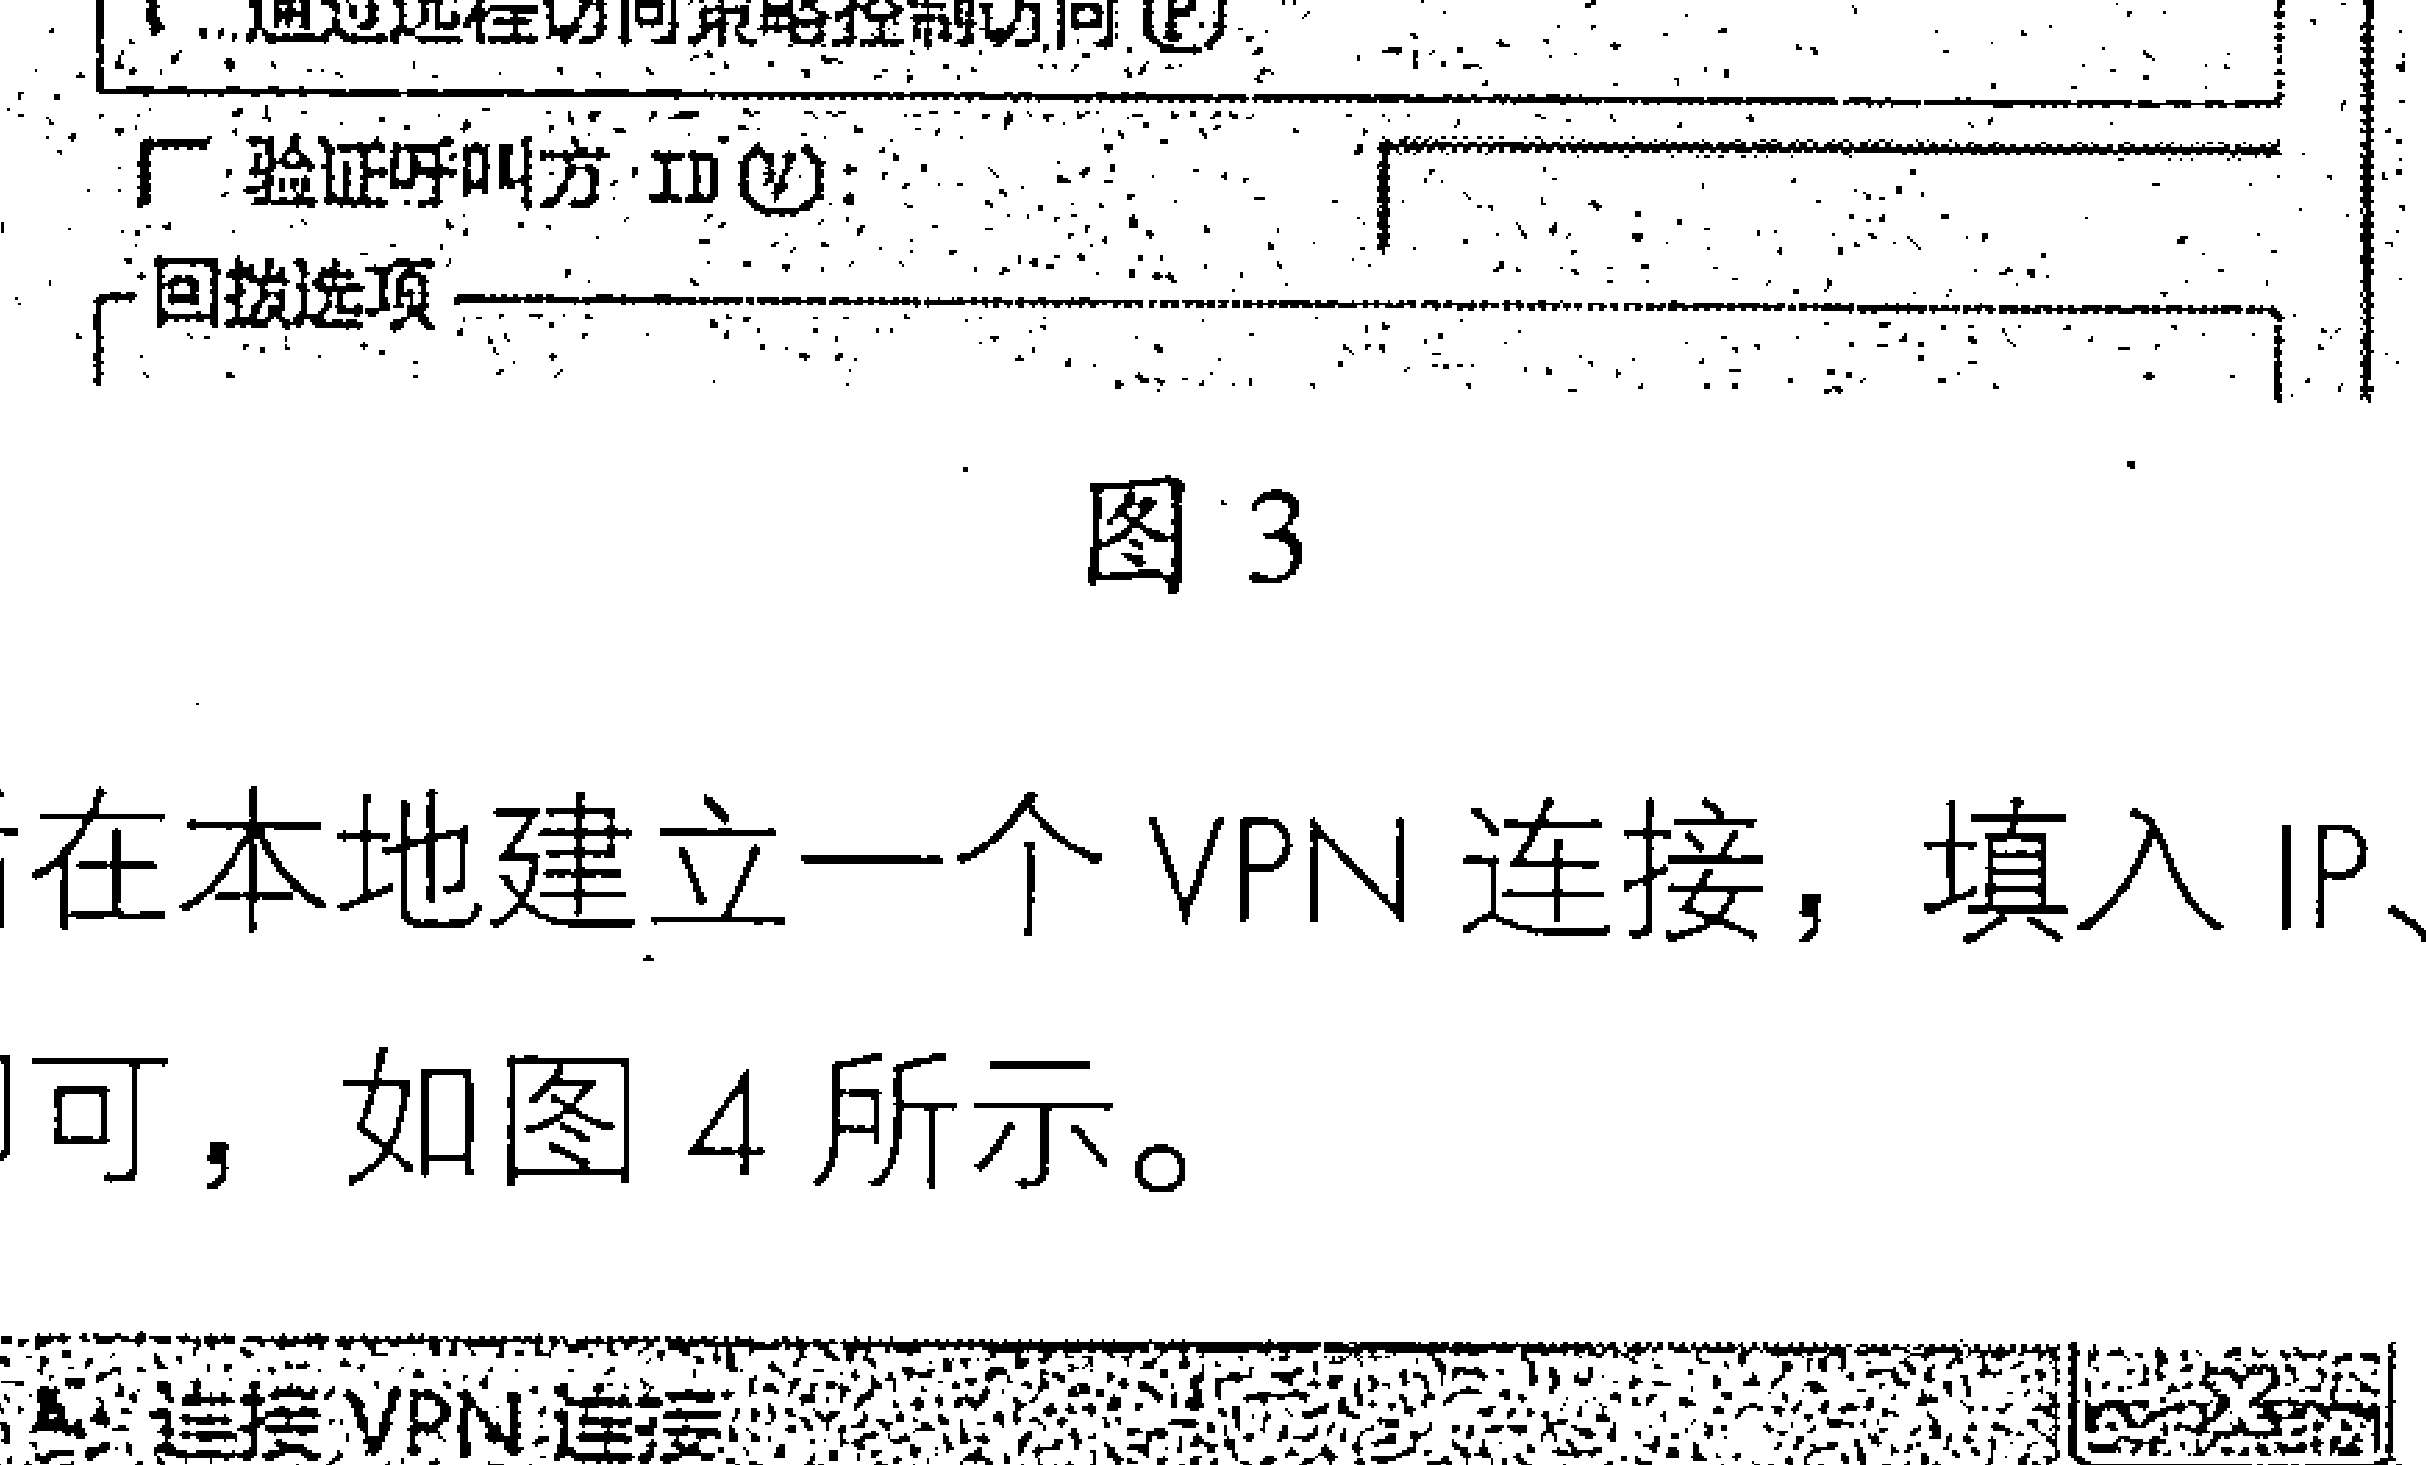 通过远程访问策略控制访问(P)
验证呼叫方 ID(V):
回拨选项
图 3
在本地建立一个 VPN 连接，填入 IP、
可，如图 4 所示。
连接 VPN 连接